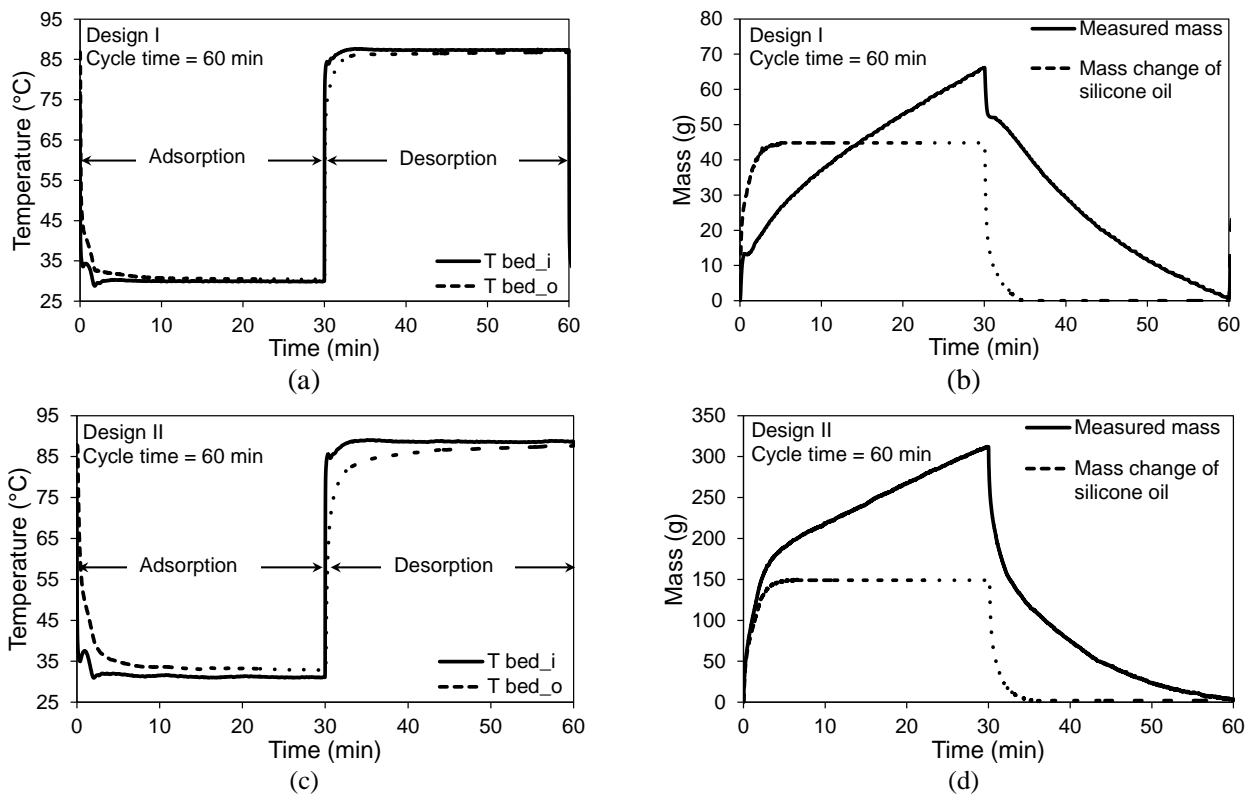 Design I
Cycle time = 60 min
95
85
75
65
55
45
35
25
Temperature (°C)
Adsorption
Desorption
T bed_i
T bed_o
0 10 20 30 40 50 60
Time (min)
(a)
Design I
Cycle time = 60 min
Measured mass
Mass change of
silicone oil
80
70
60
50
40
30
20
10
0
Mass (g)
0 10 20 30 40 50 60
Time (min)
(b)
Design II
Cycle time = 60 min
95
85
75
65
55
45
35
25
Temperature (°C)
Adsorption
Desorption
T bed_i
T bed_o
0 10 20 30 40 50 60
Time (min)
(c)
Design II
Cycle time = 60 min
Measured mass
Mass change of
silicone oil
350
300
250
200
150
100
50
0
Mass (g)
0 10 20 30 40 50 60
Time (min)
(d)